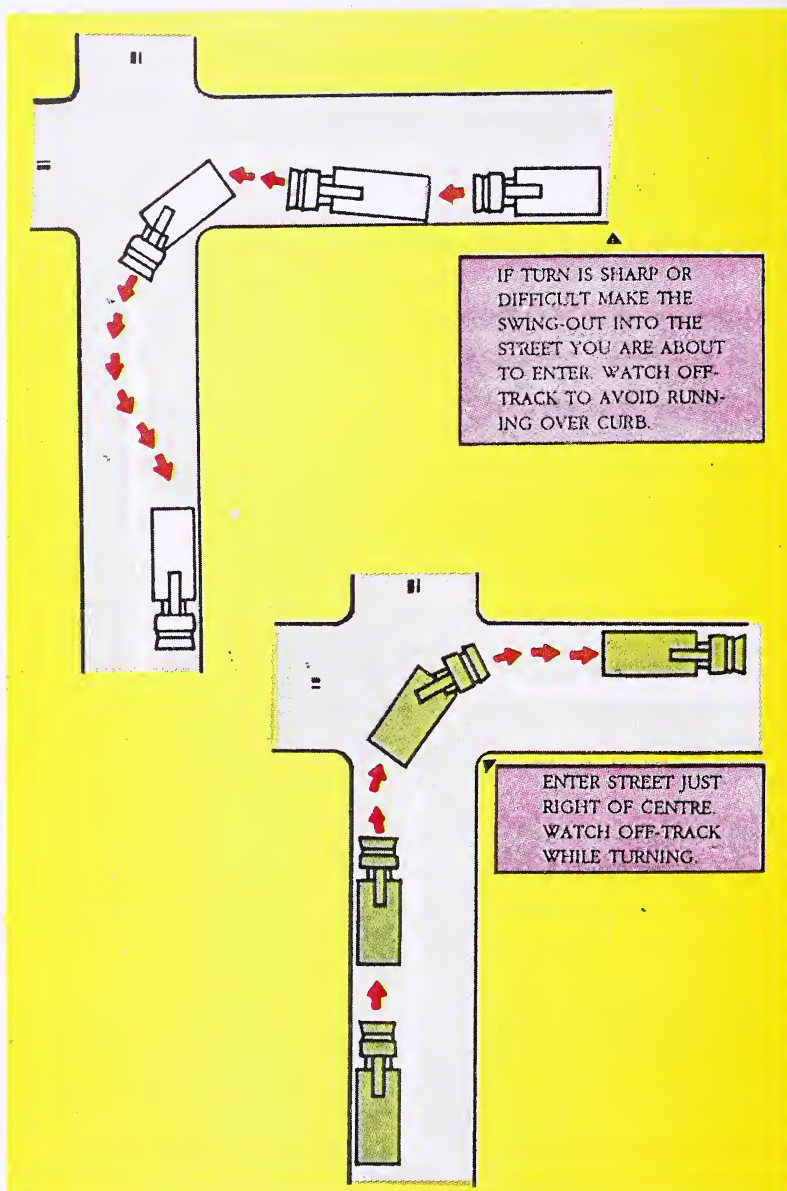 IF TURN IS SHARP OR
DIFFICULT MAKE THE
SWING-OUT INTO THE
STREET YOU ARE ABOUT
TO ENTER. WATCH OFF-
TRACK TO AVOID RUNN-
ING OVER CURB.
ENTER STREET JUST
RIGHT OF CENTRE.
WATCH OFF-TRACK
WHILE TURNING.